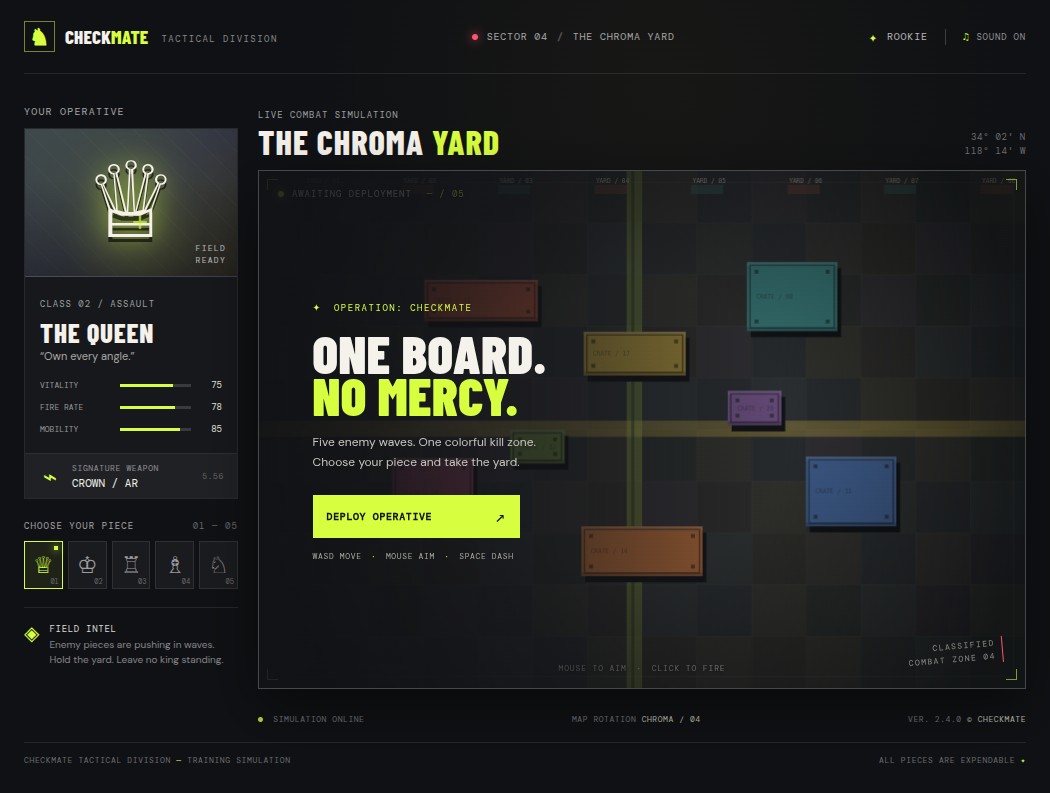 CHECKMATE TACTICAL DIVISION
SECTOR 04 / THE CHROMA YARD
ROOKIE
SOUND ON
YOUR OPERATIVE
FIELD
READY
CLASS 02 / ASSAULT
THE QUEEN
“Own every angle.”
VITALITY 75
FIRE RATE 78
MOBILITY 85
SIGNATURE WEAPON
CROWN / AR
5.56
CHOOSE YOUR PIECE 01 — 05
01 02 03 04 05
FIELD INTEL
Enemy pieces are pushing in waves.
Hold the yard. Leave no king standing.
LIVE COMBAT SIMULATION
THE CHROMA YARD
34° 02' N
118° 14' W
YARD / 03 YARD / 04 YARD / 05 YARD / 06 YARD / 07
AWAITING DEPLOYMENT — / 05
OPERATION: CHECKMATE
ONE BOARD.
NO MERCY.
Five enemy waves. One colorful kill zone.
Choose your piece and take the yard.
DEPLOY OPERATIVE ↗
WASD MOVE · MOUSE AIM · SPACE DASH
MOUSE TO AIM · CLICK TO FIRE
CLASSIFIED
COMBAT ZONE 04
SIMULATION ONLINE
MAP ROTATION CHROMA / 04
VER. 2.4.0 © CHECKMATE
CHECKMATE TACTICAL DIVISION — TRAINING SIMULATION
ALL PIECES ARE EXPENDABLE